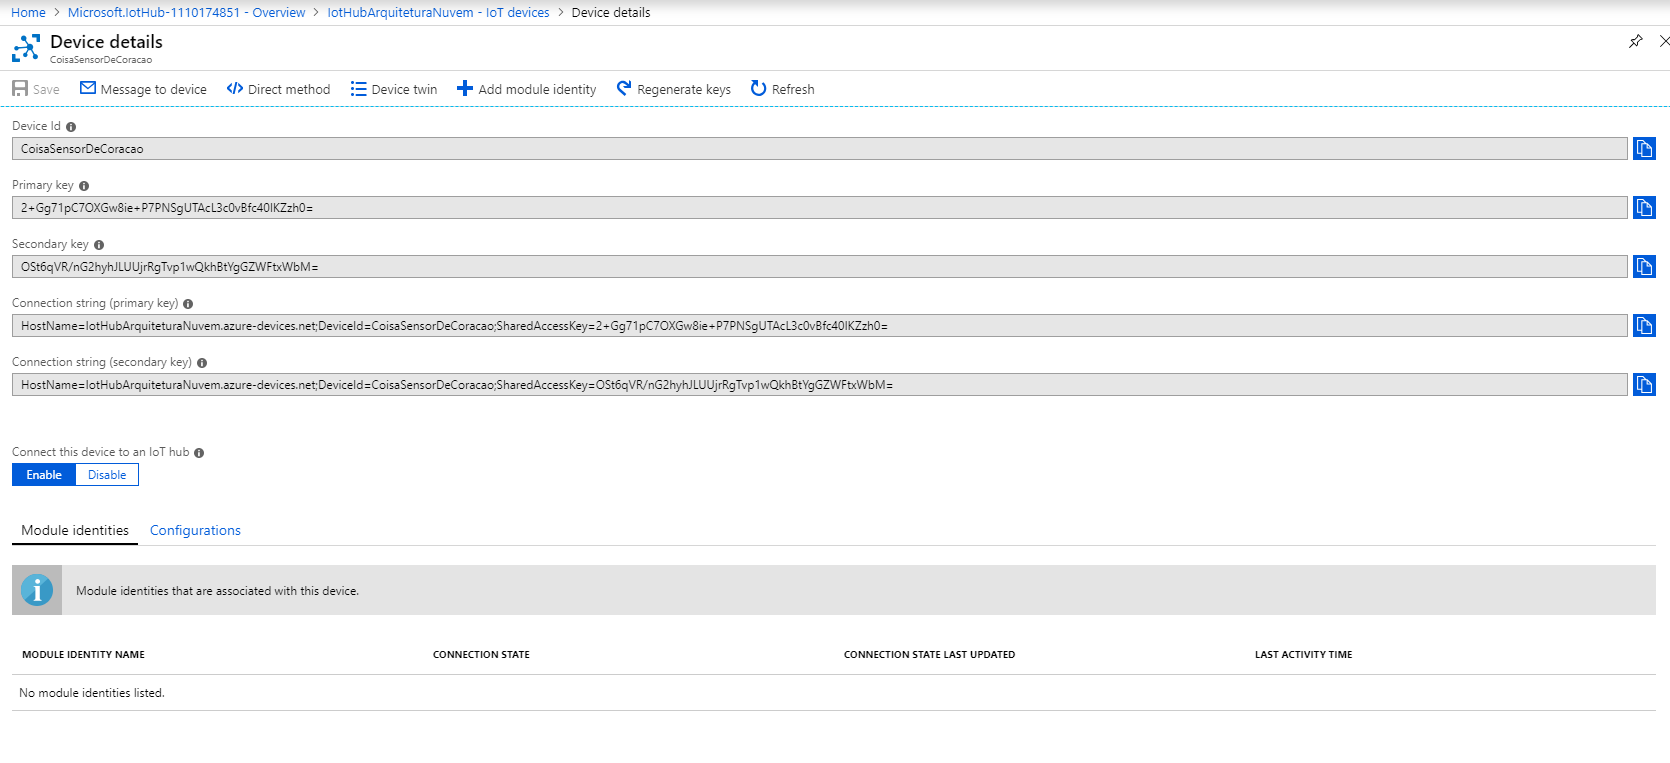 Home > Microsoft.IotHub-1110174851 - Overview > IotHubArquiteturaNuvem - IoT devices > Device details
Device details
CoisaSensorDeCoracao
Save Message to device Direct method Device twin Add module identity Regenerate keys Refresh
Device Id
CoisaSensorDeCoracao
Primary key
2+Gg71pC7OXGw8ie+P7PNSgUTAcL3c0vBfc40IKZzh0=
Secondary key
OSt6qVR/nG2hyhJLUUjrRgTvp1wQkhBtYgGZWFtxWbM=
Connection string (primary key)
HostName=IotHubArquiteturaNuvem.azure-devices.net;DeviceId=CoisaSensorDeCoracao;SharedAccessKey=2+Gg71pC7OXGw8ie+P7PNSgUTAcL3c0vBfc40IKZzh0=
Connection string (secondary key)
HostName=IotHubArquiteturaNuvem.azure-devices.net;DeviceId=CoisaSensorDeCoracao;SharedAccessKey=OSt6qVR/nG2hyhJLUUjrRgTvp1wQkhBtYgGZWFtxWbM=
Connect this device to an IoT hub
Enable Disable
Module identities Configurations
Module identities that are associated with this device.
MODULE IDENTITY NAME CONNECTION STATE CONNECTION STATE LAST UPDATED LAST ACTIVITY TIME
No module identities listed.